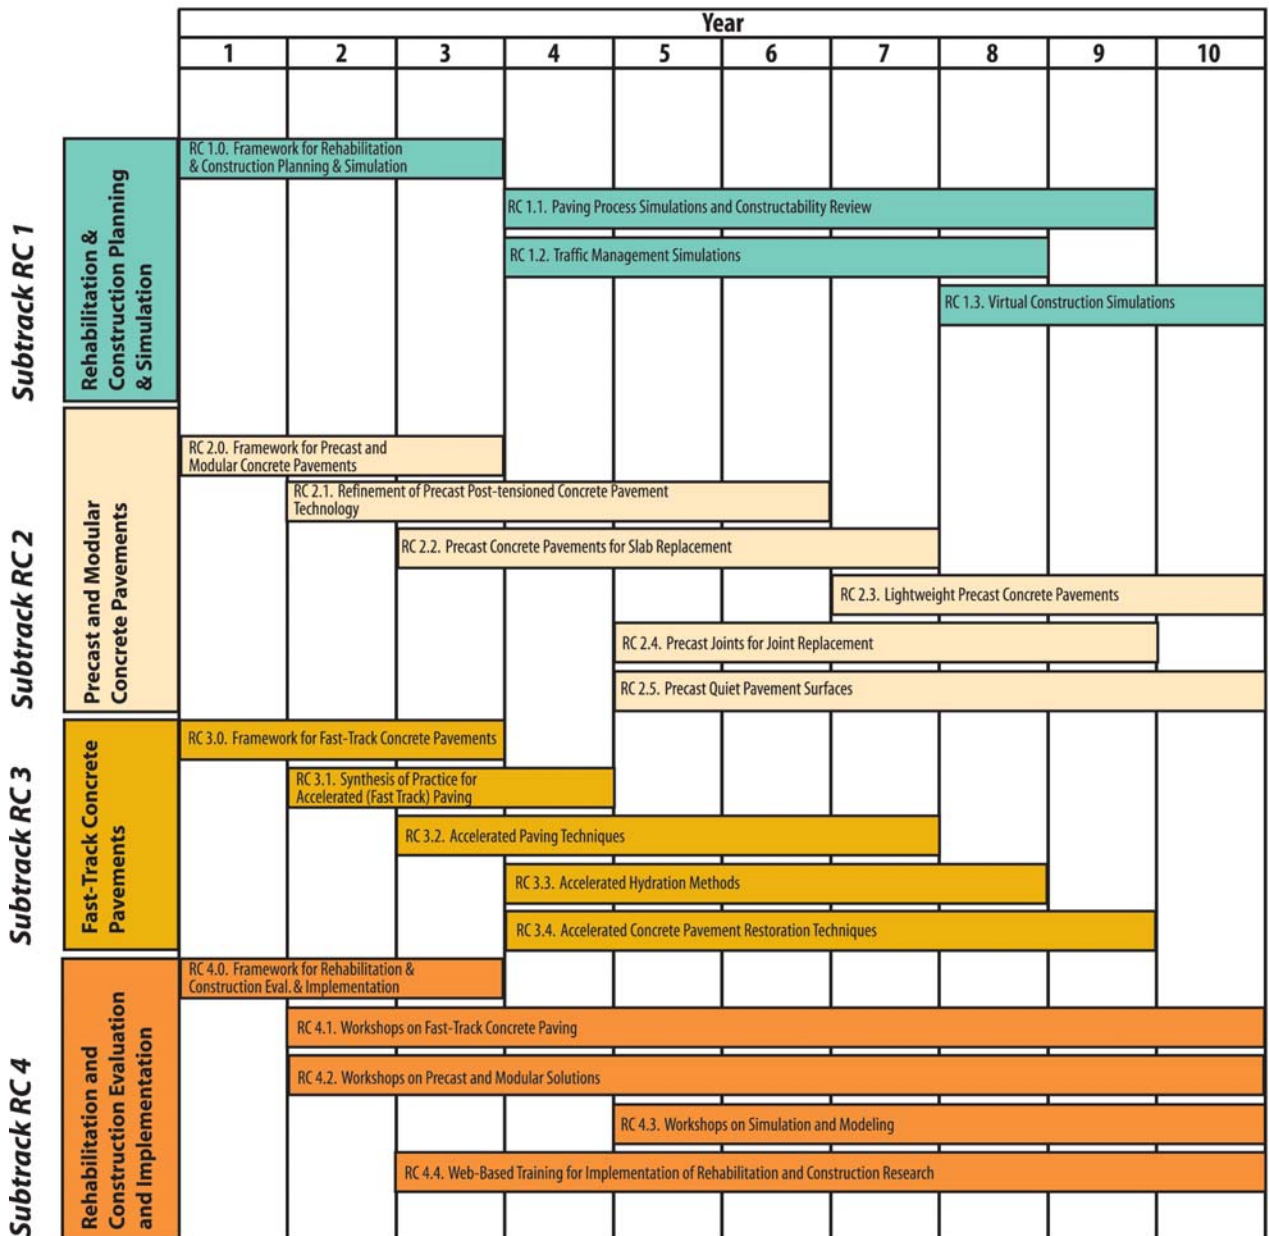 Year
1 2 3 4 5 6 7 8 9 10
Subtrack RC 1
Rehabilitation &
Construction Planning
& Simulation
RC 1.0. Framework for Rehabilitation
& Construction Planning & Simulation
RC 1.1. Paving Process Simulations and Constructability Review
RC 1.2. Traffic Management Simulations
RC 1.3. Virtual Construction Simulations
Subtrack RC 2
Precast and Modular
Concrete Pavements
RC 2.0. Framework for Precast and
Modular Concrete Pavements
RC 2.1. Refinement of Precast Post-tensioned Concrete Pavement
Technology
RC 2.2. Precast Concrete Pavements for Slab Replacement
RC 2.3. Lightweight Precast Concrete Pavements
RC 2.4. Precast Joints for Joint Replacement
RC 2.5. Precast Quiet Pavement Surfaces
Subtrack RC 3
Fast-Track Concrete
Pavements
RC 3.0. Framework for Fast-Track Concrete Pavements
RC 3.1. Synthesis of Practice for
Accelerated (Fast Track) Paving
RC 3.2. Accelerated Paving Techniques
RC 3.3. Accelerated Hydration Methods
RC 3.4. Accelerated Concrete Pavement Restoration Techniques
Subtrack RC 4
Rehabilitation and
Construction Evaluation
and Implementation
RC 4.0. Framework for Rehabilitation &
Construction Eval. & Implementation
RC 4.1. Workshops on Fast-Track Concrete Paving
RC 4.2. Workshops on Precast and Modular Solutions
RC 4.3. Workshops on Simulation and Modeling
RC 4.4. Web-Based Training for Implementation of Rehabilitation and Construction Research